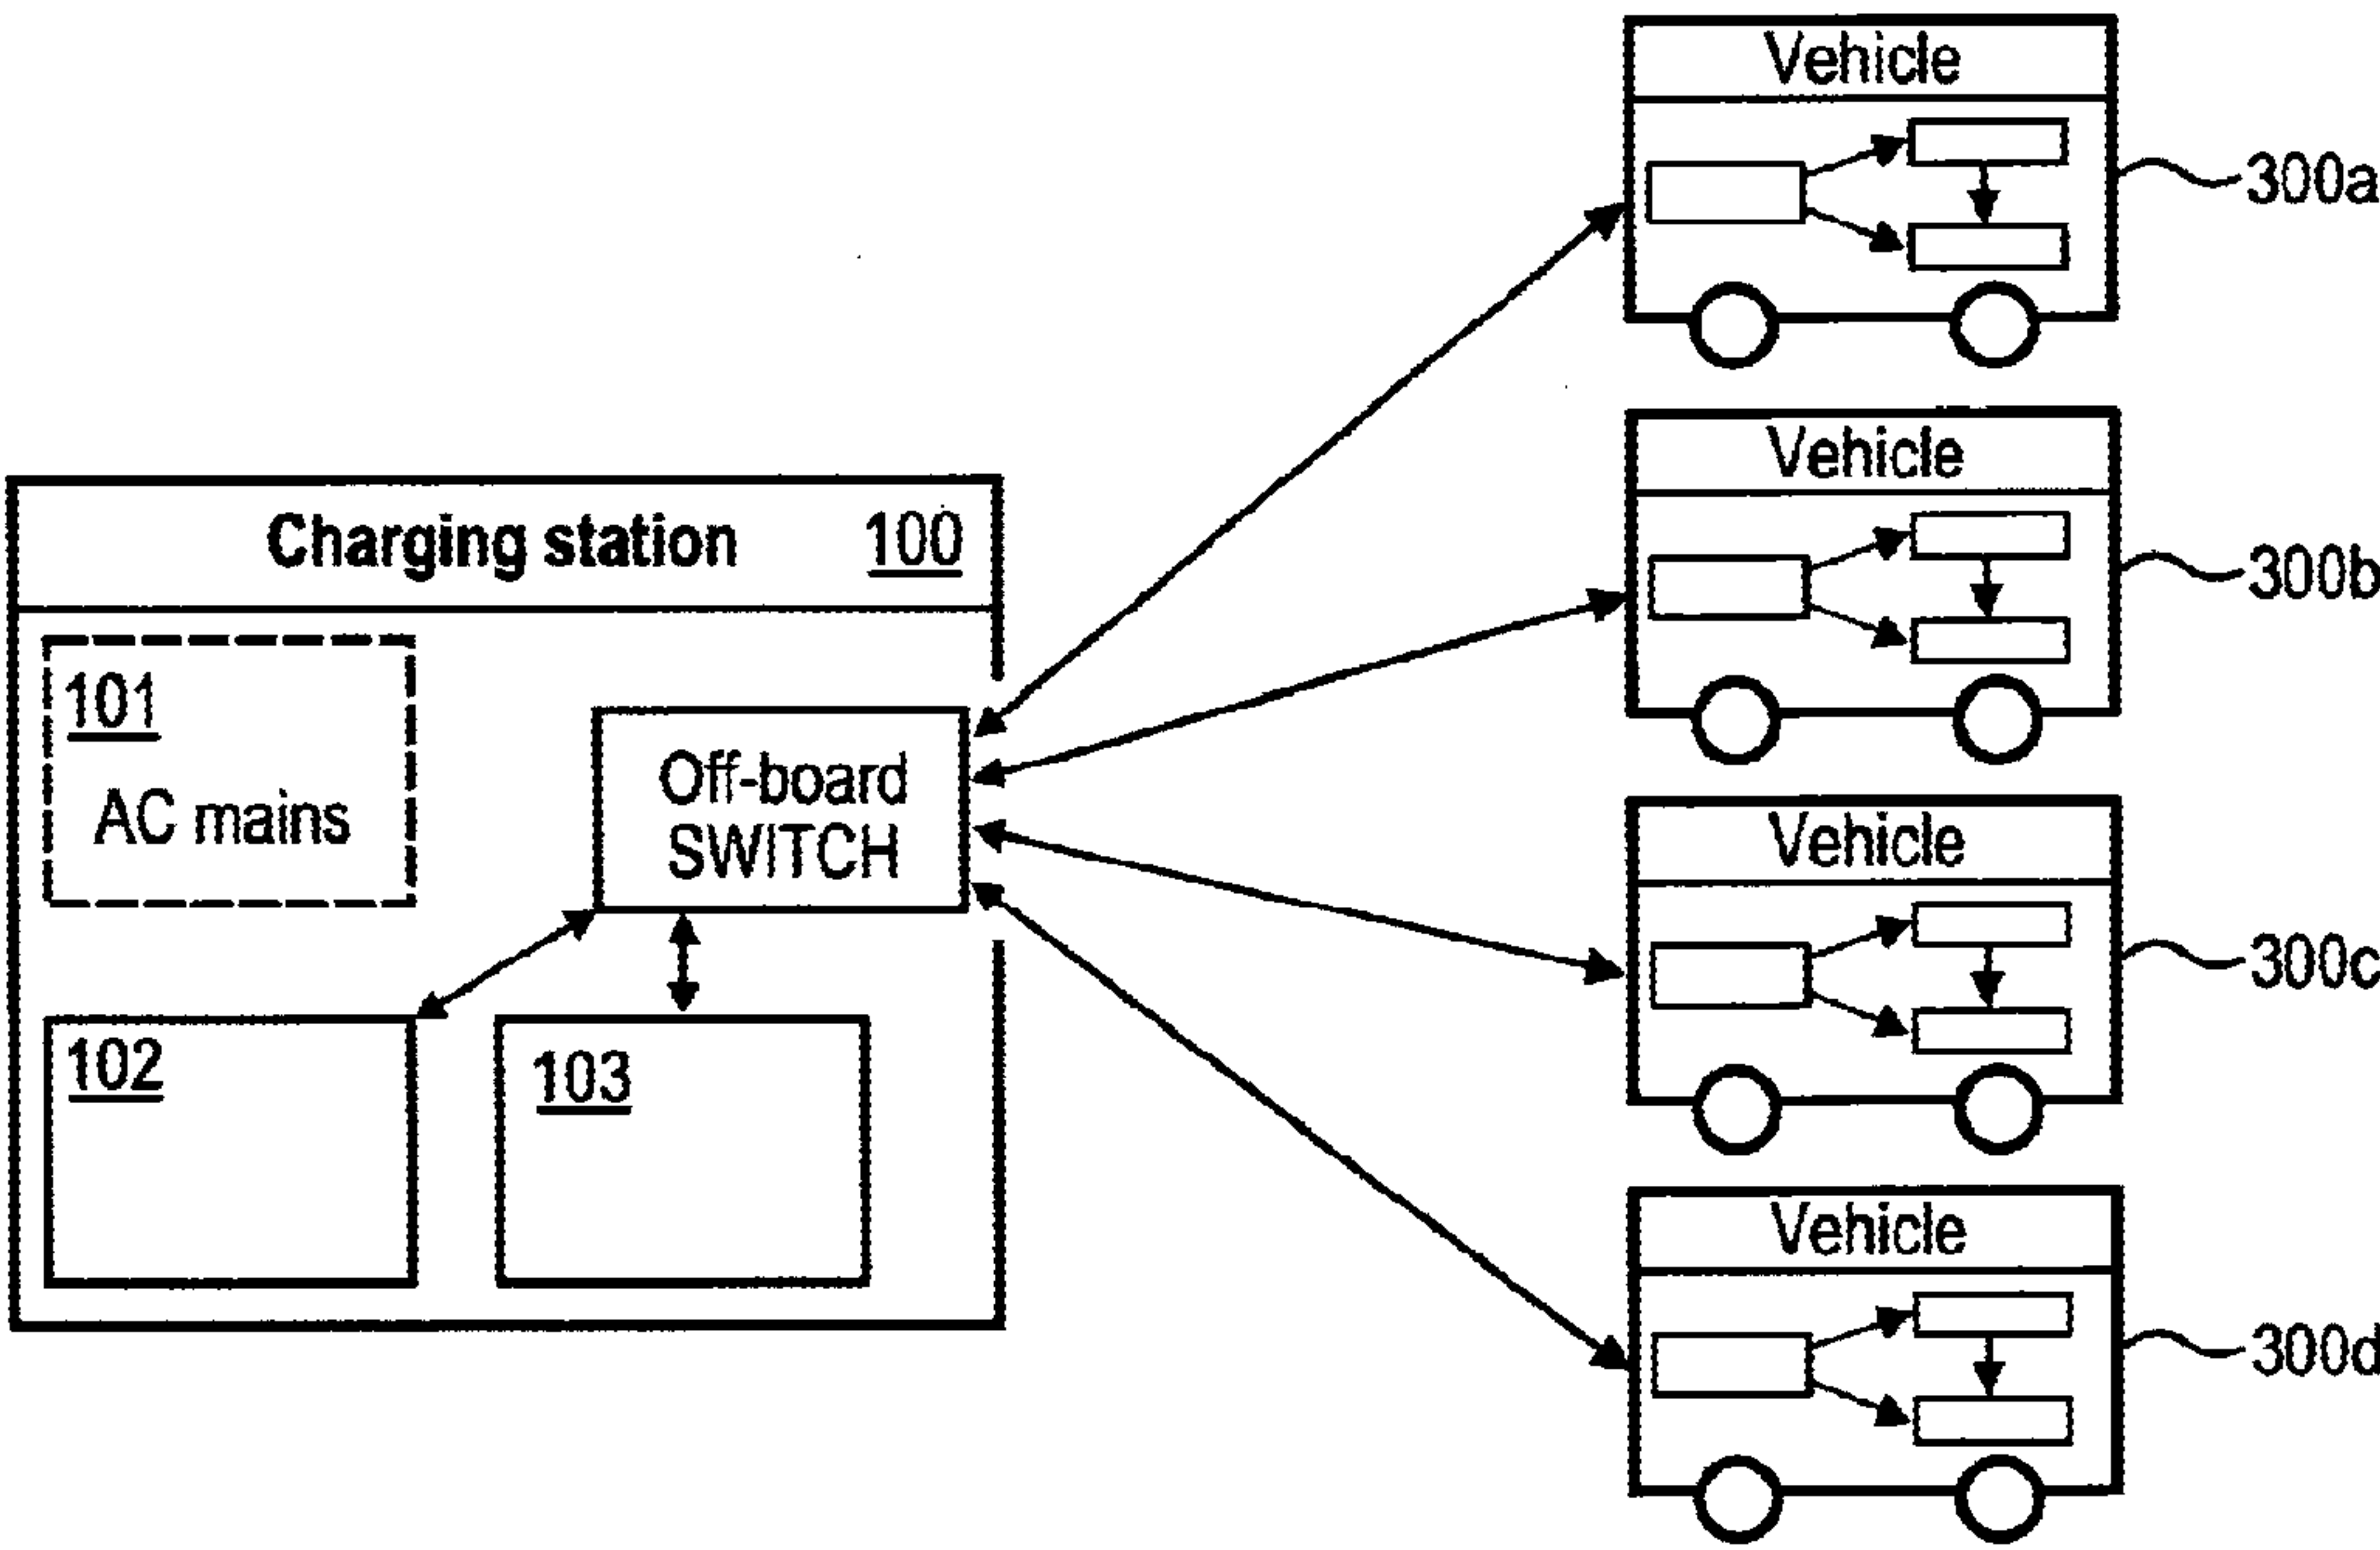 Vehicle
300a
Vehicle
300b
Charging station 100
101
AC mains
Off-board
SWITCH
Vehicle
300c
102
103
Vehicle
300d